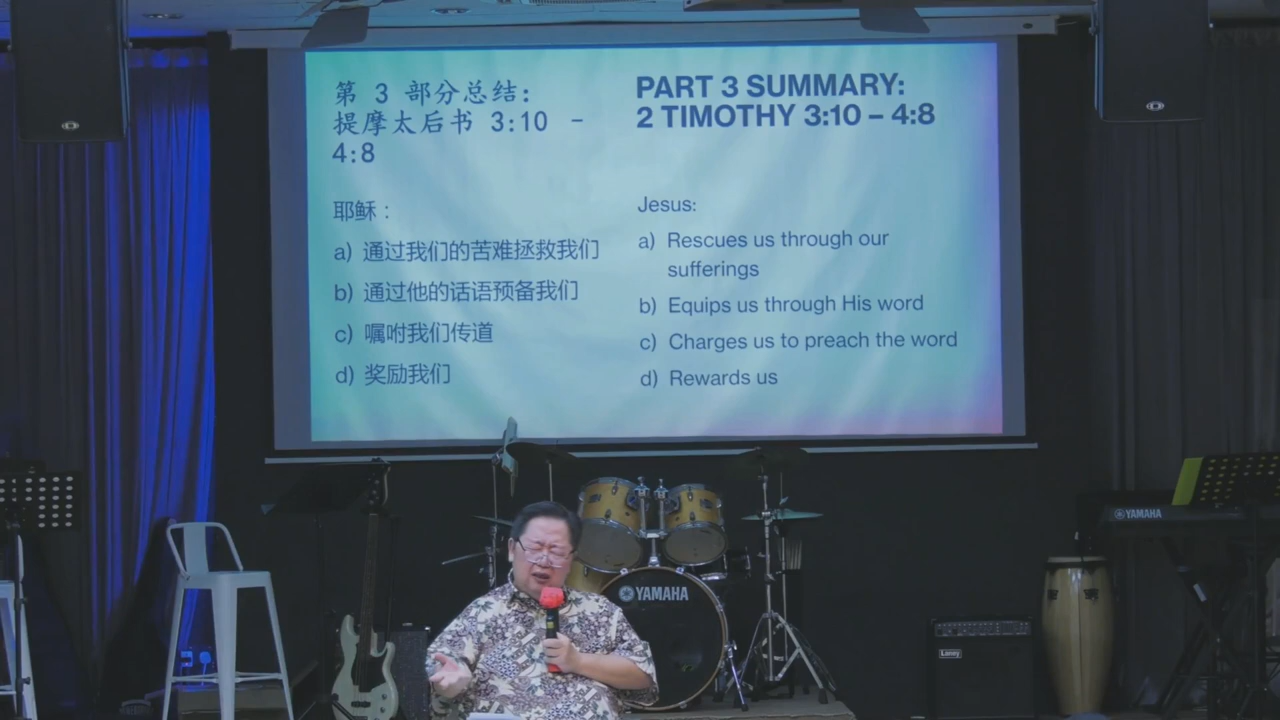 第 3 部分总结:
提摩太后书 3:10 -
4:8
耶稣：
a) 通过我们的苦难拯救我们
b) 通过他的话语预备我们
c) 嘱咐我们传道
d) 奖励我们
PART 3 SUMMARY:
2 TIMOTHY 3:10 – 4:8
Jesus:
a) Rescues us through our
sufferings
b) Equips us through His word
c) Charges us to preach the word
d) Rewards us
YAMAHA
YAMAHA
Laney